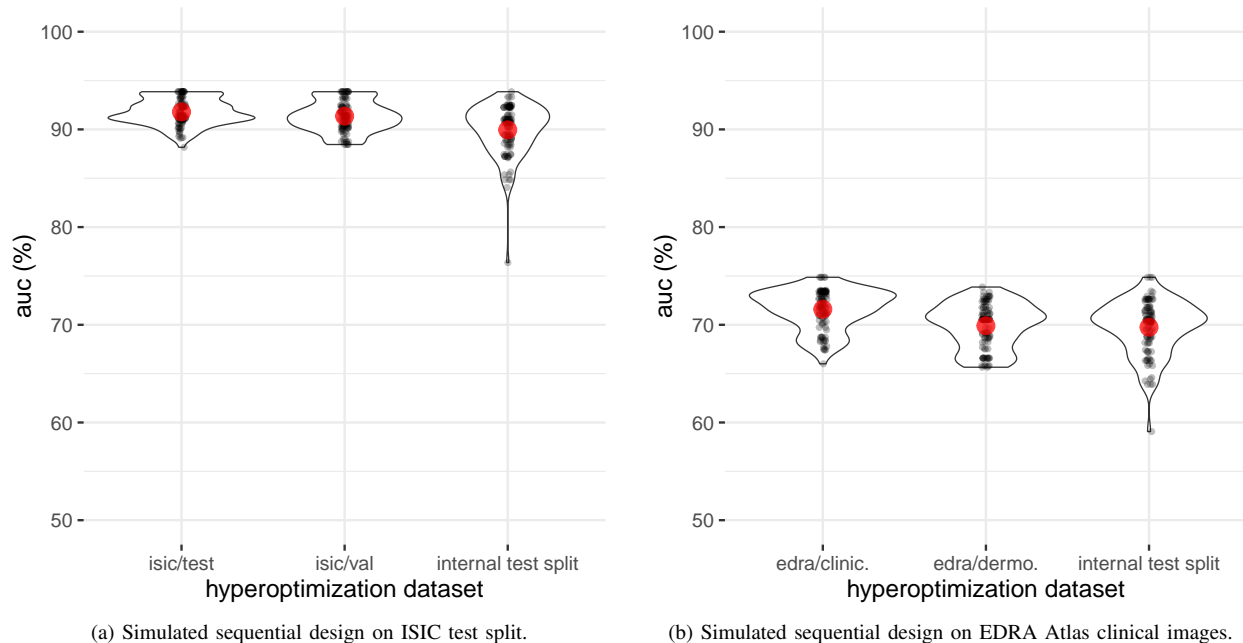 100
90
80
70
60
50
auc (%)
isic/test
isic/val
internal test split
hyperoptimization dataset
(a) Simulated sequential design on ISIC test split.
100
90
80
70
60
50
auc (%)
edra/clinic.
edra/dermo.
internal test split
hyperoptimization dataset
(b) Simulated sequential design on EDRA Atlas clinical images.